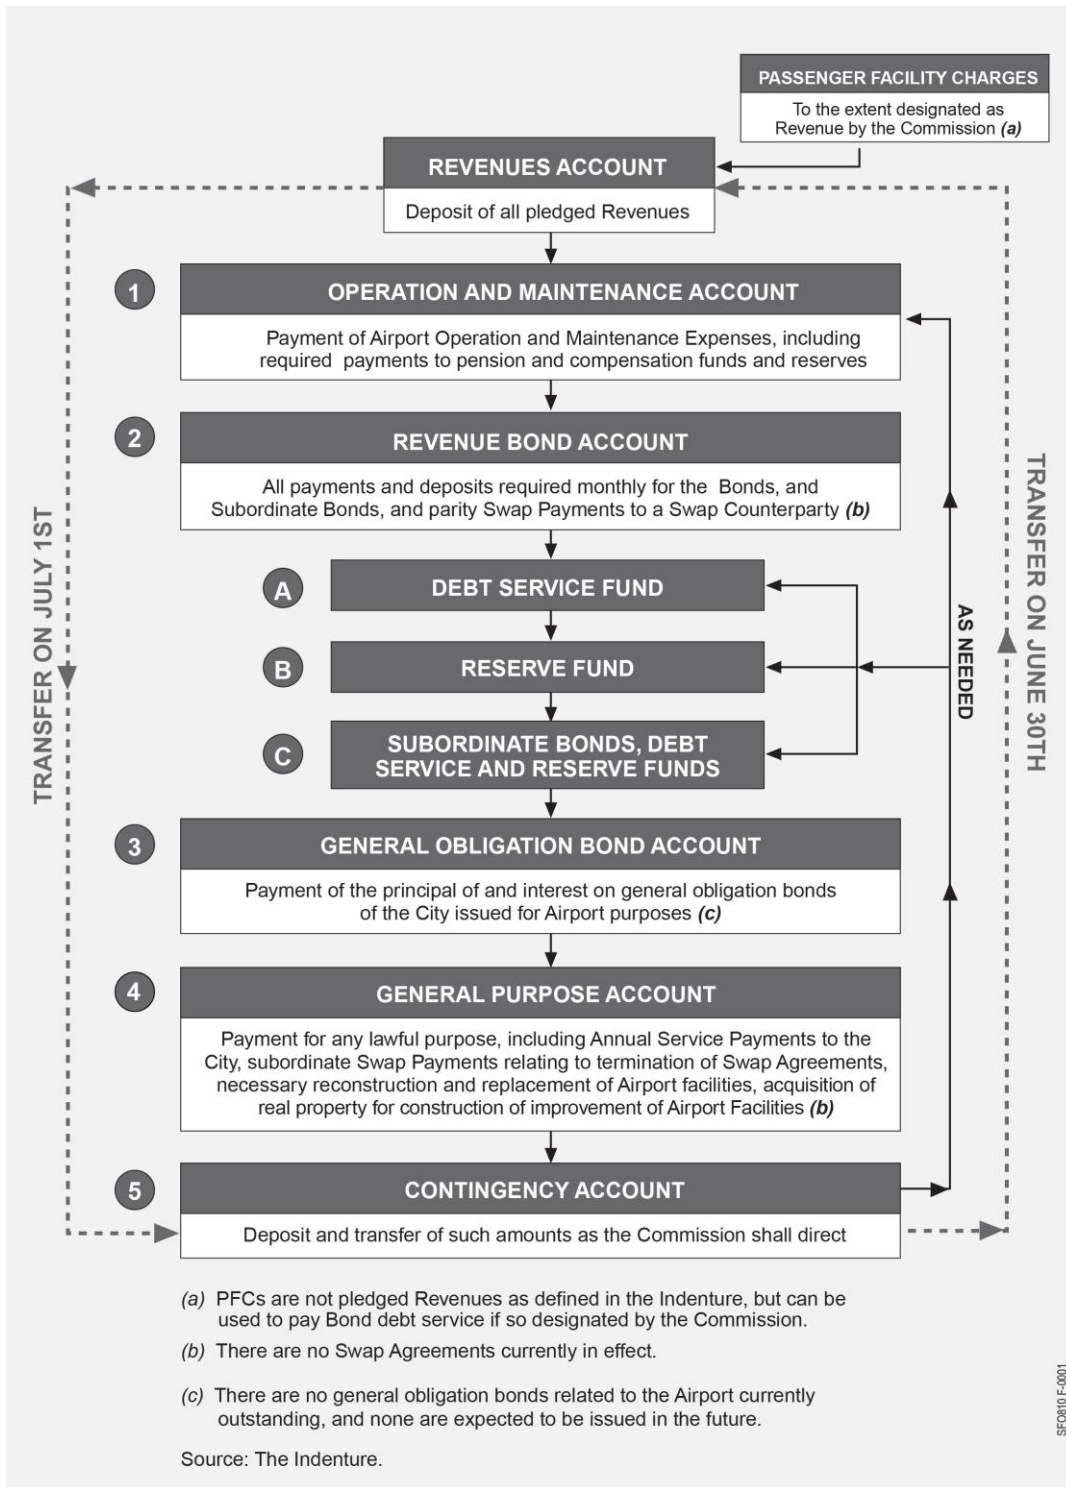 PASSENGER FACILITY CHARGES
To the extent designated as
Revenue by the Commission (a)
REVENUES ACCOUNT
Deposit of all pledged Revenues
1
OPERATION AND MAINTENANCE ACCOUNT
Payment of Airport Operation and Maintenance Expenses, including
required payments to pension and compensation funds and reserves
2
REVENUE BOND ACCOUNT
All payments and deposits required monthly for the Bonds, and
Subordinate Bonds, and parity Swap Payments to a Swap Counterparty (b)
A
DEBT SERVICE FUND
B
RESERVE FUND
C
SUBORDINATE BONDS, DEBT
SERVICE AND RESERVE FUNDS
3
GENERAL OBLIGATION BOND ACCOUNT
Payment of the principal of and interest on general obligation bonds
of the City issued for Airport purposes (c)
4
GENERAL PURPOSE ACCOUNT
Payment for any lawful purpose, including Annual Service Payments to the
City, subordinate Swap Payments relating to termination of Swap Agreements,
necessary reconstruction and replacement of Airport facilities, acquisition of
real property for construction of improvement of Airport Facilities (b)
5
CONTINGENCY ACCOUNT
Deposit and transfer of such amounts as the Commission shall direct
TRANSFER ON JULY 1ST
AS NEEDED
TRANSFER ON JUNE 30TH
(a) PFCs are not pledged Revenues as defined in the Indenture, but can be
used to pay Bond debt service if so designated by the Commission.
(b) There are no Swap Agreements currently in effect.
(c) There are no general obligation bonds related to the Airport currently
outstanding, and none are expected to be issued in the future.
Source: The Indenture.
SFO810 F-0001